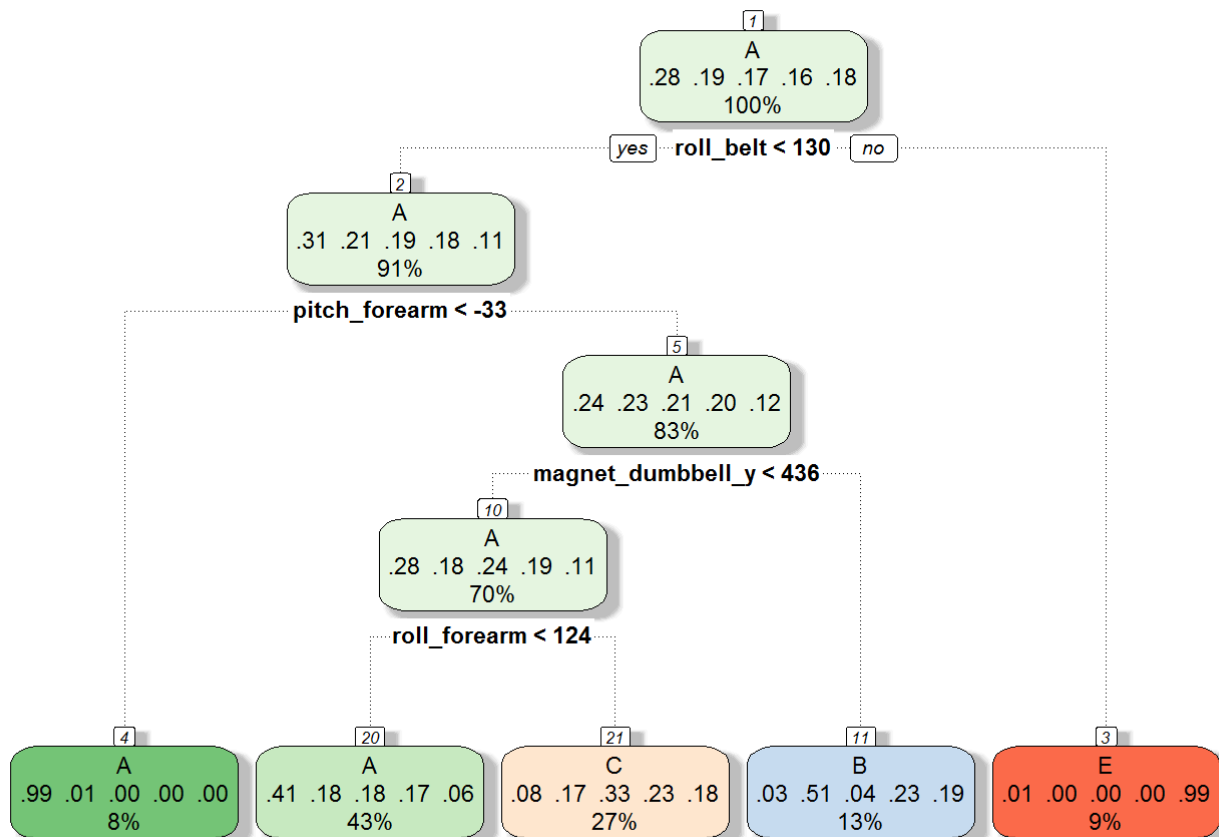 1
A
.28 .19 .17 .16 .18
100%
yes roll_belt < 130 no
2
A
.31 .21 .19 .18 .11
91%
pitch_forearm < -33
5
A
.24 .23 .21 .20 .12
83%
magnet_dumbbell_y < 436
10
A
.28 .18 .24 .19 .11
70%
roll_forearm < 124
4
A
.99 .01 .00 .00 .00
8%
20
A
.41 .18 .18 .17 .06
43%
21
C
.08 .17 .33 .23 .18
27%
11
B
.03 .51 .04 .23 .19
13%
3
E
.01 .00 .00 .00 .99
9%